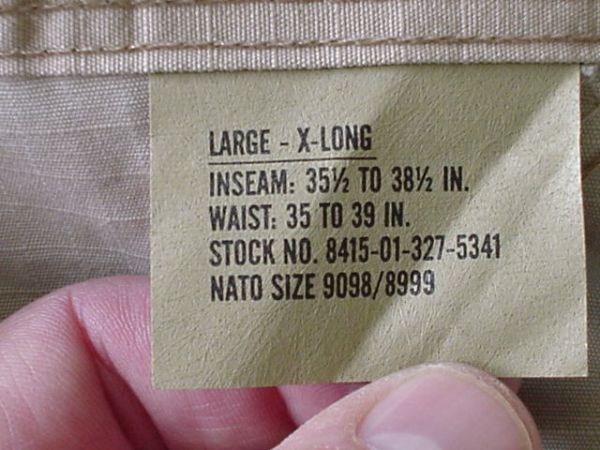 LARGE - X-LONG
INSEAM: 35½ TO 38½ IN.
WAIST: 35 TO 39 IN.
STOCK NO. 8415-01-327-5341
NATO SIZE 9098/8999